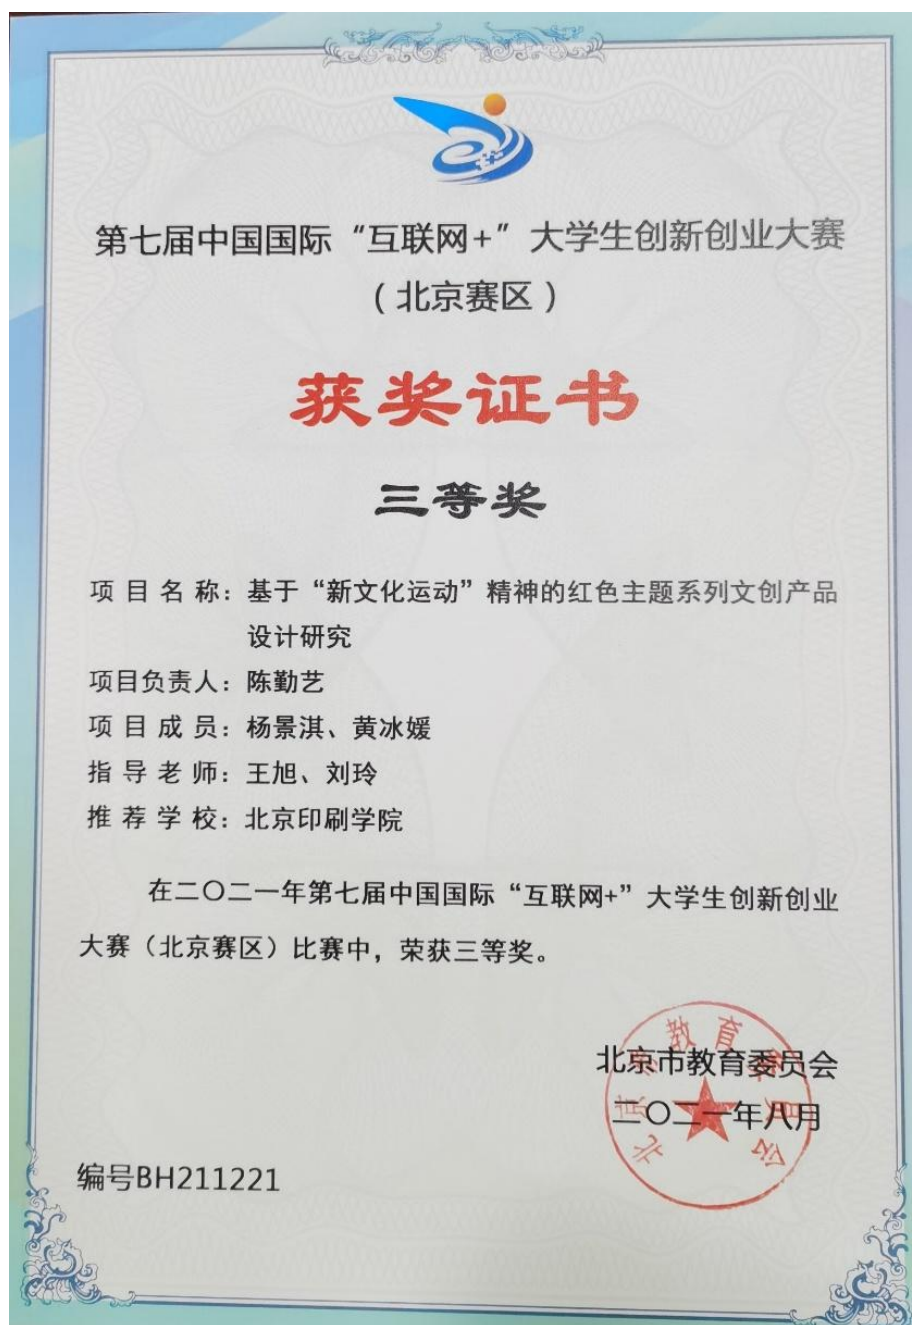 第七届中国国际“互联网+”大学生创新创业大赛
（北京赛区）
获奖证书
三等奖
项目名称：基于“新文化运动”精神的红色主题系列文创产品
设计研究
项目负责人：陈勤艺
项目成员：杨景淇、黄冰媛
指导老师：王旭、刘玲
推荐学校：北京印刷学院
在二〇二一年第七届中国国际“互联网+”大学生创新创业
大赛（北京赛区）比赛中，荣获三等奖。
北京市教育委员会
二〇二一年八月
北京市教育委员会
编号BH211221